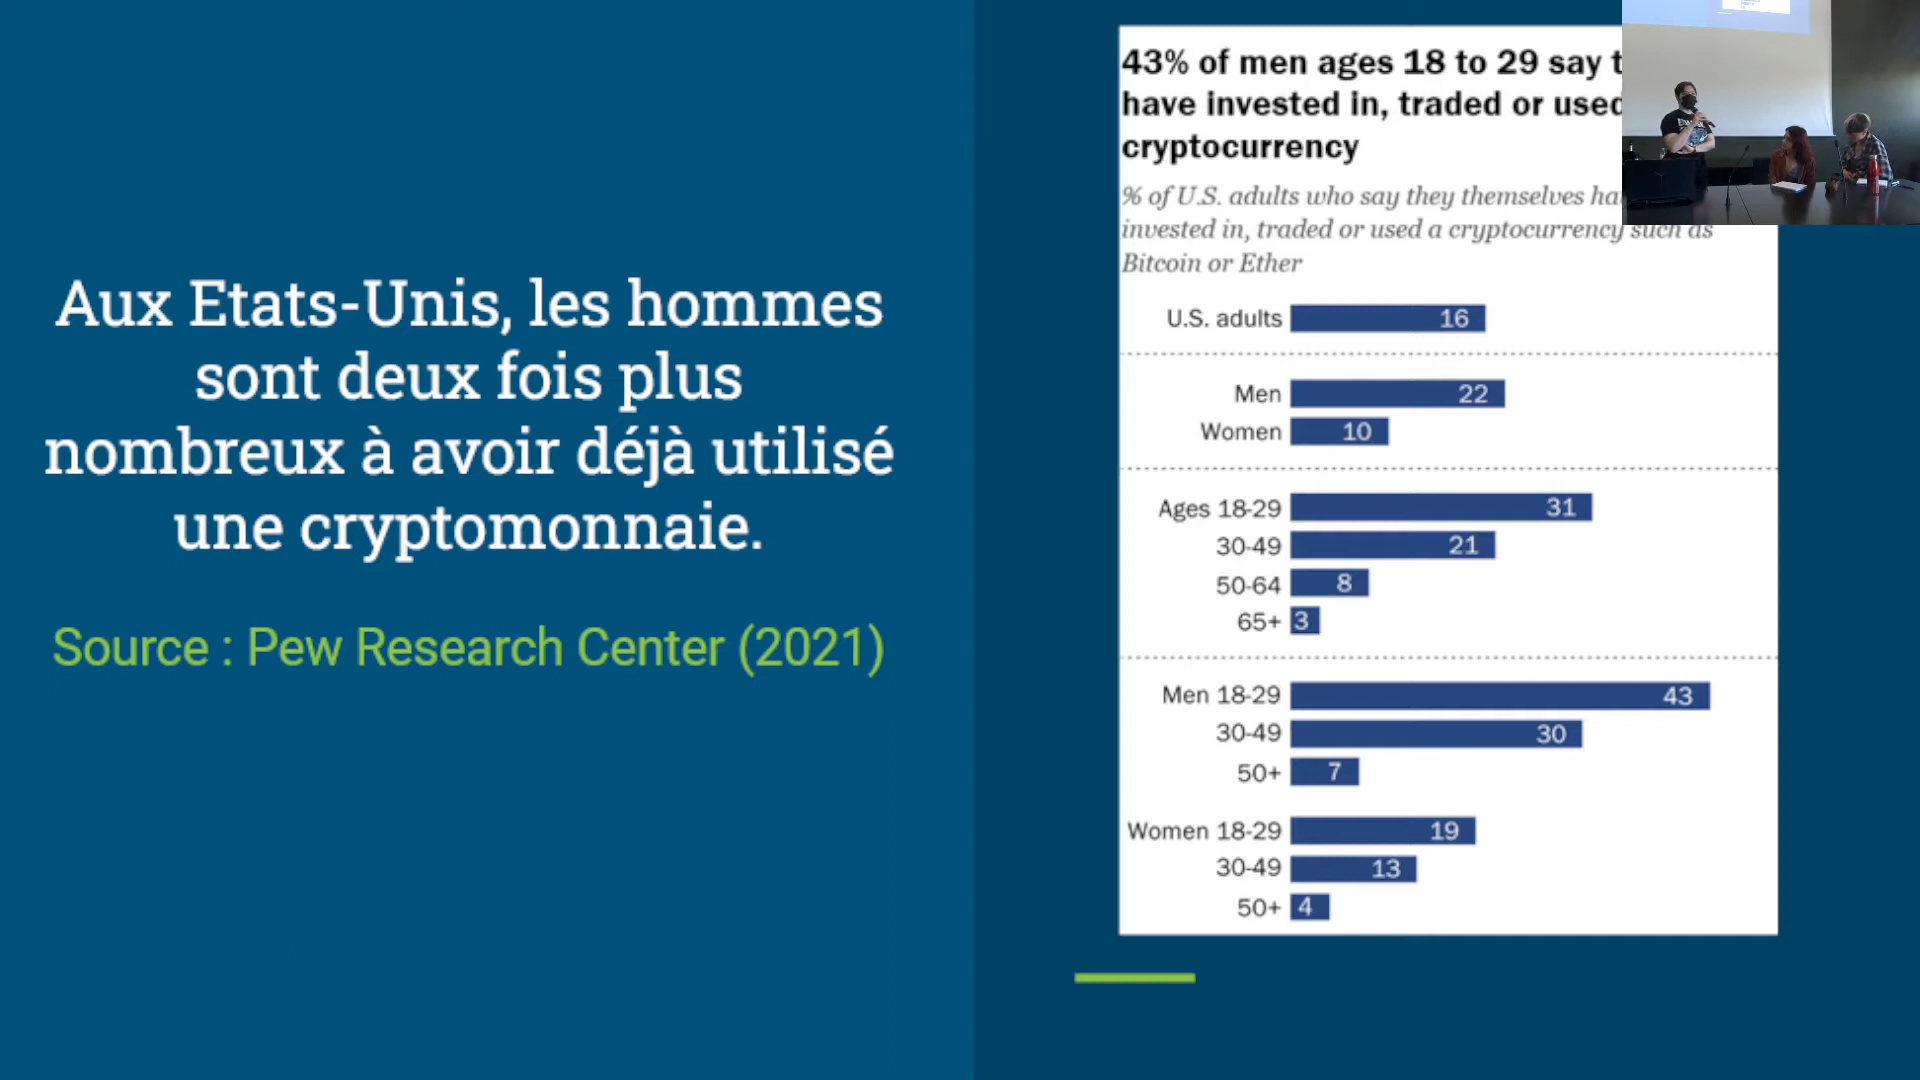 Aux Etats-Unis, les hommes
sont deux fois plus
nombreux à avoir déjà utilisé
une cryptomonnaie.
Source : Pew Research Center (2021)
43% of men ages 18 to 29 say
have invested in, traded or used
cryptocurrency
% of U.S. adults who say they themselves
invested in, traded or used a cryptocurrency such as
Bitcoin or Ether
U.S. adults 16
Men 22
Women 10
Ages 18-29 31
30-49 21
50-64 8
65+ 3
Men 18-29 43
30-49 30
50+ 7
Women 18-29 19
30-49 13
50+ 4